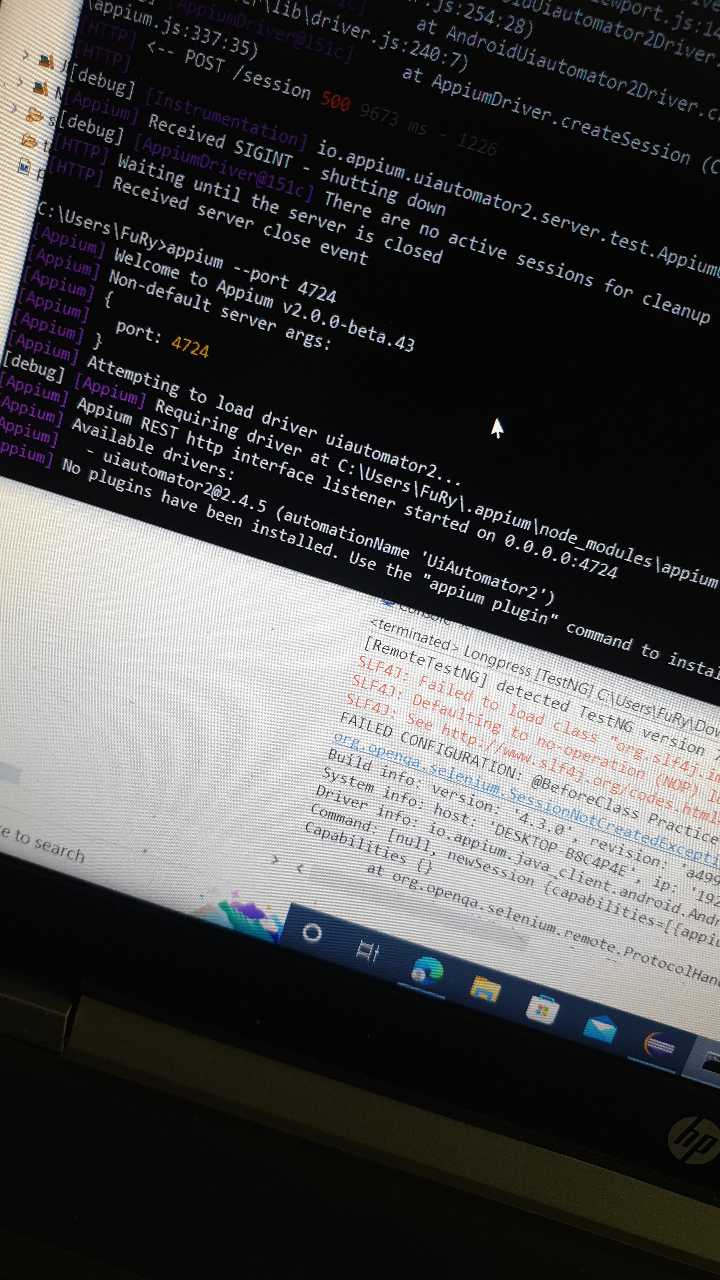 \appium.js:337:35)
\lib\driver.js:240:7)
.js:254:28)
at AndroidUiautomator2Driver.
at AppiumDriver.createSession (C
[HTTP] <-- POST /session 500 9673 ms - 1226
[HTTP]
[debug] [Instrumentation] io.appium.uiautomator2.server.test.Appium
[Appium] Received SIGINT - shutting down
[debug] [AppiumDriver@151c] There are no active sessions for cleanup
[HTTP] Waiting until the server is closed
[HTTP] Received server close event
C:\Users\FuRy>appium --port 4724
[Appium] Welcome to Appium v2.0.0-beta.43
[Appium] Non-default server args:
[Appium] {
[Appium] port: 4724
[Appium] }
[Appium] Attempting to load driver uiautomator2...
[debug] [Appium] Requiring driver at C:\Users\FuRy\.appium\node_modules\appium
[Appium] Appium REST http interface listener started on 0.0.0.0:4724
[Appium] Available drivers:
Appium] - uiautomator2@2.4.5 (automationName 'UiAutomator2')
ppium] No plugins have been installed. Use the "appium plugin" command to instal
Console
<terminated> Longpress [TestNG] C:\Users\FuRy\Dow
[RemoteTestNG] detected TestNG version
SLF4J: Failed to load class "org.slf4j.
SLF4J: Defaulting to no-operation (NOP) l
SLF4J: See http://www.slf4j.org/codes.html
FAILED CONFIGURATION: @BeforeClass Practice
org.openqa.selenium.SessionNotCreatedExcepti
Build info: version: '4.3.0', revision: 'a499
System info: host: 'DESKTOP-B8C4P4E', ip: '19
Driver info: io.appium.java_client.android.And
Command: [null, newSession {capabilities=[{appiu
Capabilities {}
at org.openqa.selenium.remote.ProtocolHan
e to search
hp